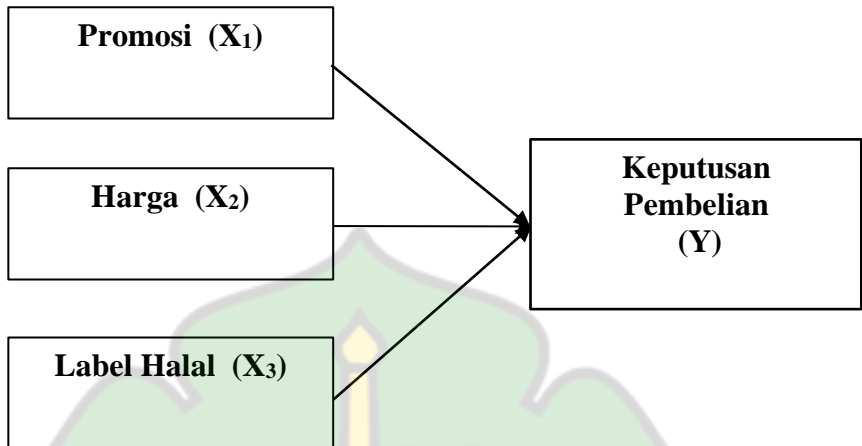 Promosi (X₁)
Harga (X₂)
Label Halal (X₃)
Keputusan
Pembelian
(Y)